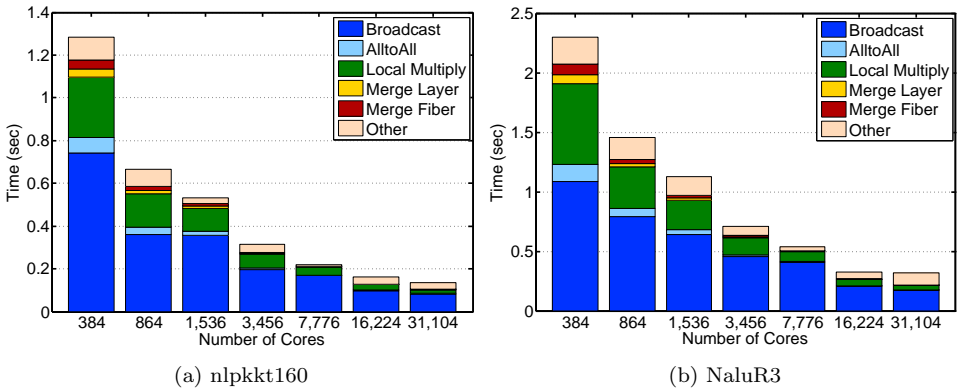 1.4
1.2
1
0.8
0.6
0.4
0.2
0
Time (sec)
Broadcast
AlltoAll
Local Multiply
Merge Layer
Merge Fiber
Other
384 864 1,536 3,456 7,776 16,224 31,104
Number of Cores
(a) nlpkkt160
2.5
2
1.5
1
0.5
0
Time (sec)
Broadcast
AlltoAll
Local Multiply
Merge Layer
Merge Fiber
Other
384 864 1,536 3,456 7,776 16,224 31,104
Number of Cores
(b) NaluR3